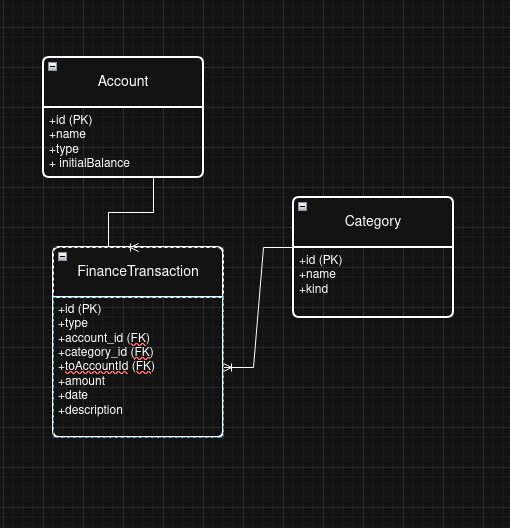 Account
+id (PK)
+name
+type
+ initialBalance
Category
+id (PK)
+name
+kind
FinanceTransaction
+id (PK)
+type
+account_id (FK)
+category_id (FK)
+toAccountId (FK)
+amount
+date
+description